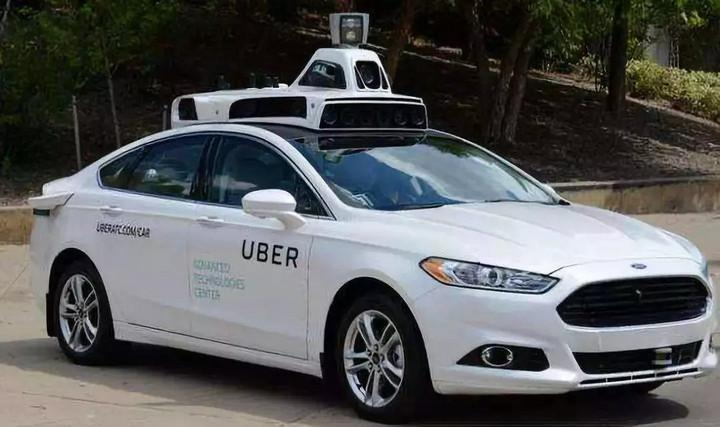 UBERATC.COM/CAR
UBER
ADVANCED
TECHNOLOGIES
CENTER